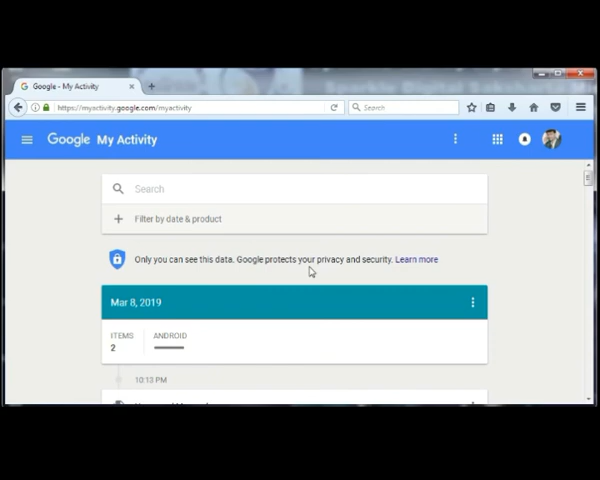 Google - My Activity
https://myactivity.google.com/myactivity
Search
Google My Activity
Search
Filter by date & product
Only you can see this data. Google protects your privacy and security. Learn more
Mar 8, 2019
ITEMS ANDROID
2
10:13 PM